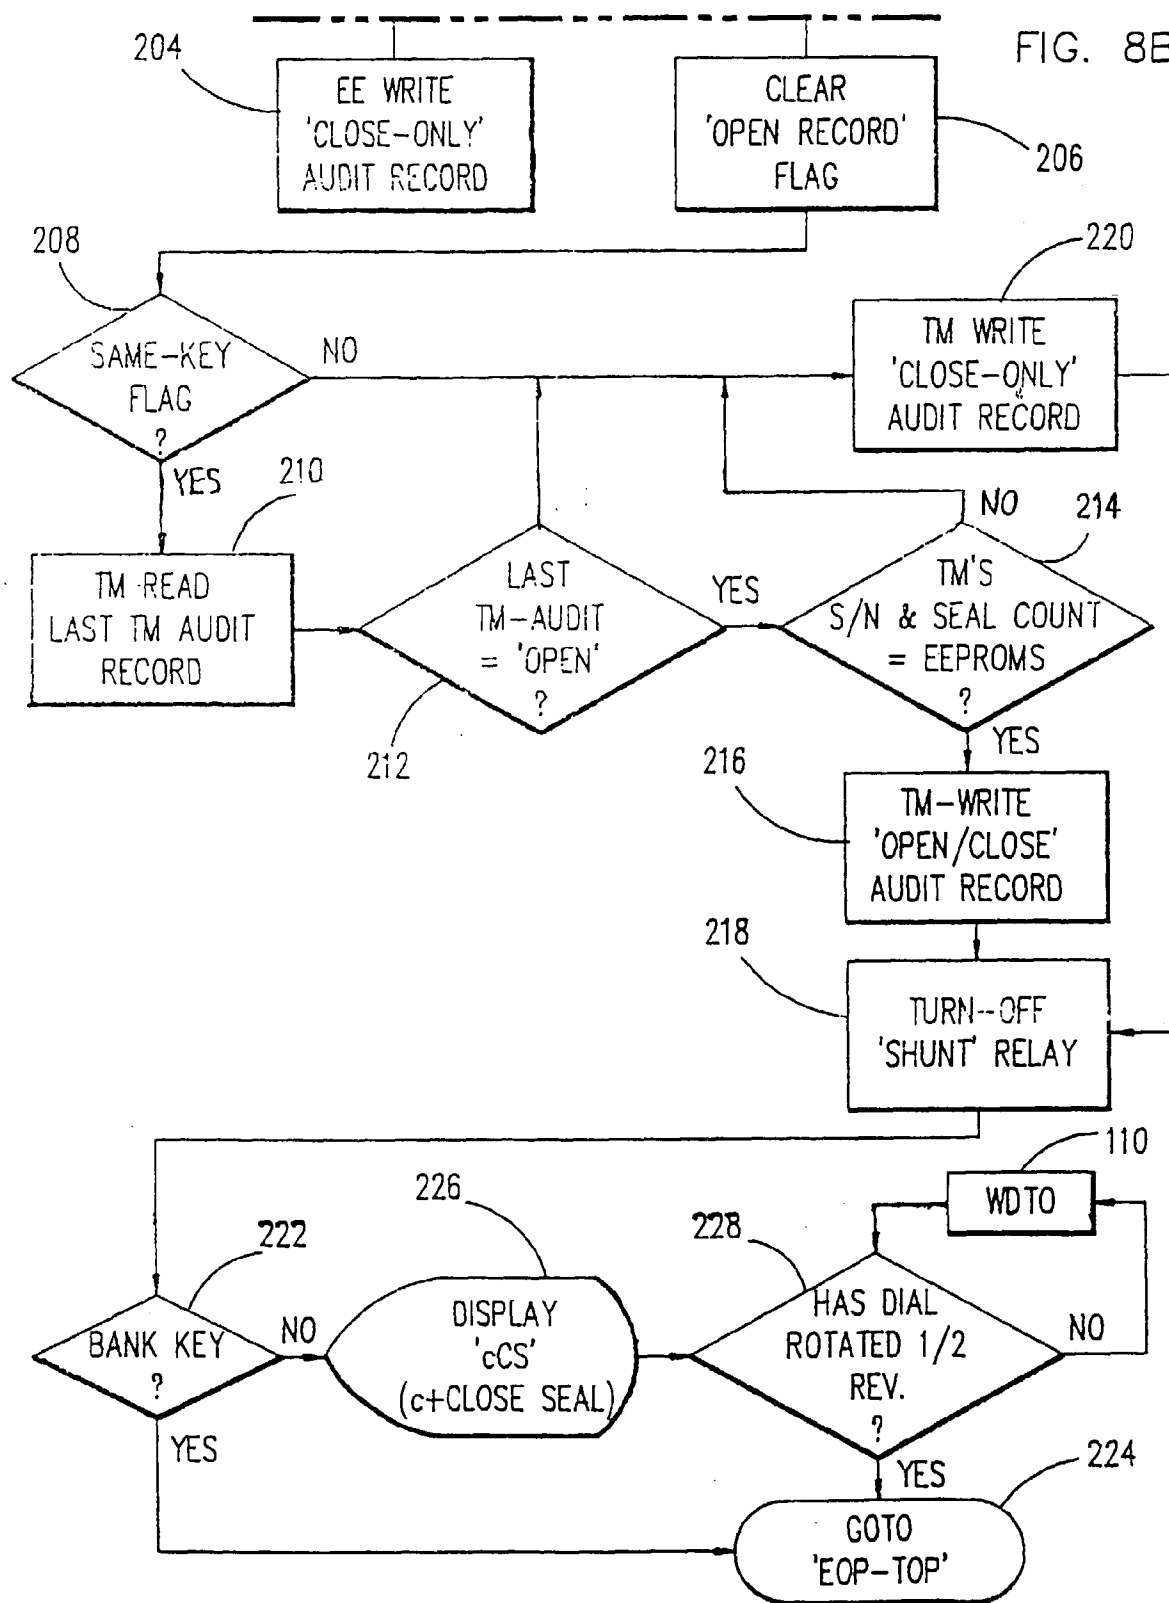 FIG. 8B
204
EE WRITE
'CLOSE-ONLY'
AUDIT RECORD
CLEAR
'OPEN RECORD'
FLAG
206
208
SAME-KEY
FLAG
?
NO
YES
220
TM WRITE
'CLOSE-ONLY'
AUDIT RECORD
210
TM READ
LAST TM AUDIT
RECORD
LAST
TM-AUDIT
= 'OPEN'
?
YES
212
NO
214
TM'S
S/N & SEAL COUNT
= EEPROMS
?
YES
216
TM-WRITE
'OPEN/CLOSE'
AUDIT RECORD
218
TURN--OFF
'SHUNT' RELAY
110
WDTO
222
BANK KEY
?
NO
YES
226
DISPLAY
'cCS'
(c+CLOSE SEAL)
228
HAS DIAL
ROTATED 1/2
REV.
?
NO
YES
224
GOTO
'EOP-TOP'